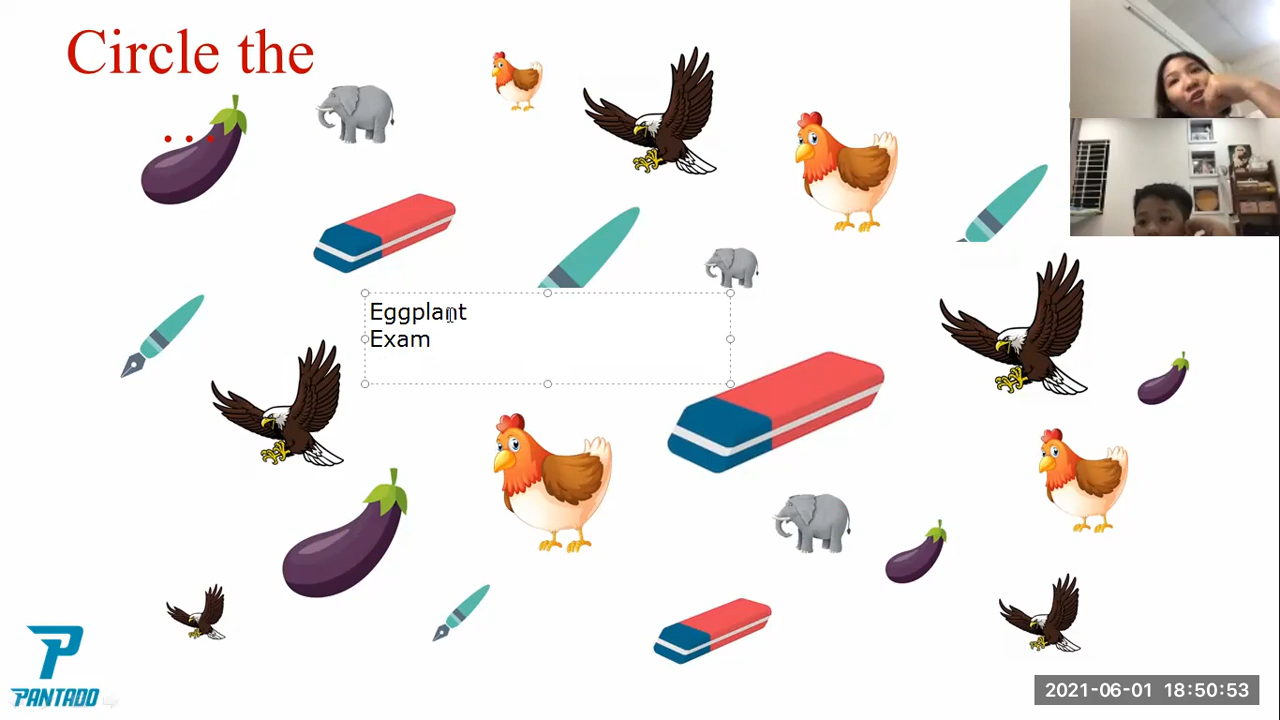 Circle the
...
Eggplant
Exam
PANTADO
2021-06-01 18:50:53